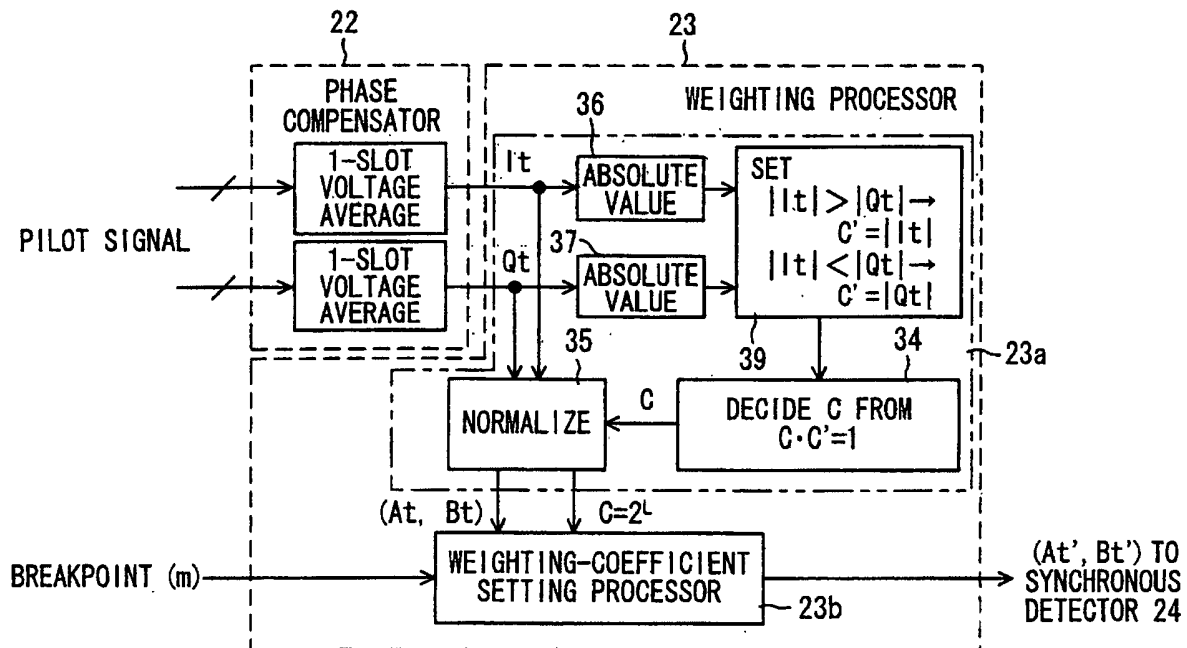 22
23
PHASE
COMPENSATOR
WEIGHTING PROCESSOR
36
1-SLOT
VOLTAGE
AVERAGE
It
ABSOLUTE
VALUE
SET
|It|>|Qt|→
C'=|It|
|It|<|Qt|→
C'=|Qt|
PILOT SIGNAL
37
1-SLOT
VOLTAGE
AVERAGE
Qt
ABSOLUTE
VALUE
39
34
23a
35
NORMALIZE
C
DECIDE C FROM
C·C'=1
(At, Bt)
C=2ᴸ
BREAKPOINT (m)
WEIGHTING-COEFFICIENT
SETTING PROCESSOR
23b
(At', Bt') TO
SYNCHRONOUS
DETECTOR 24